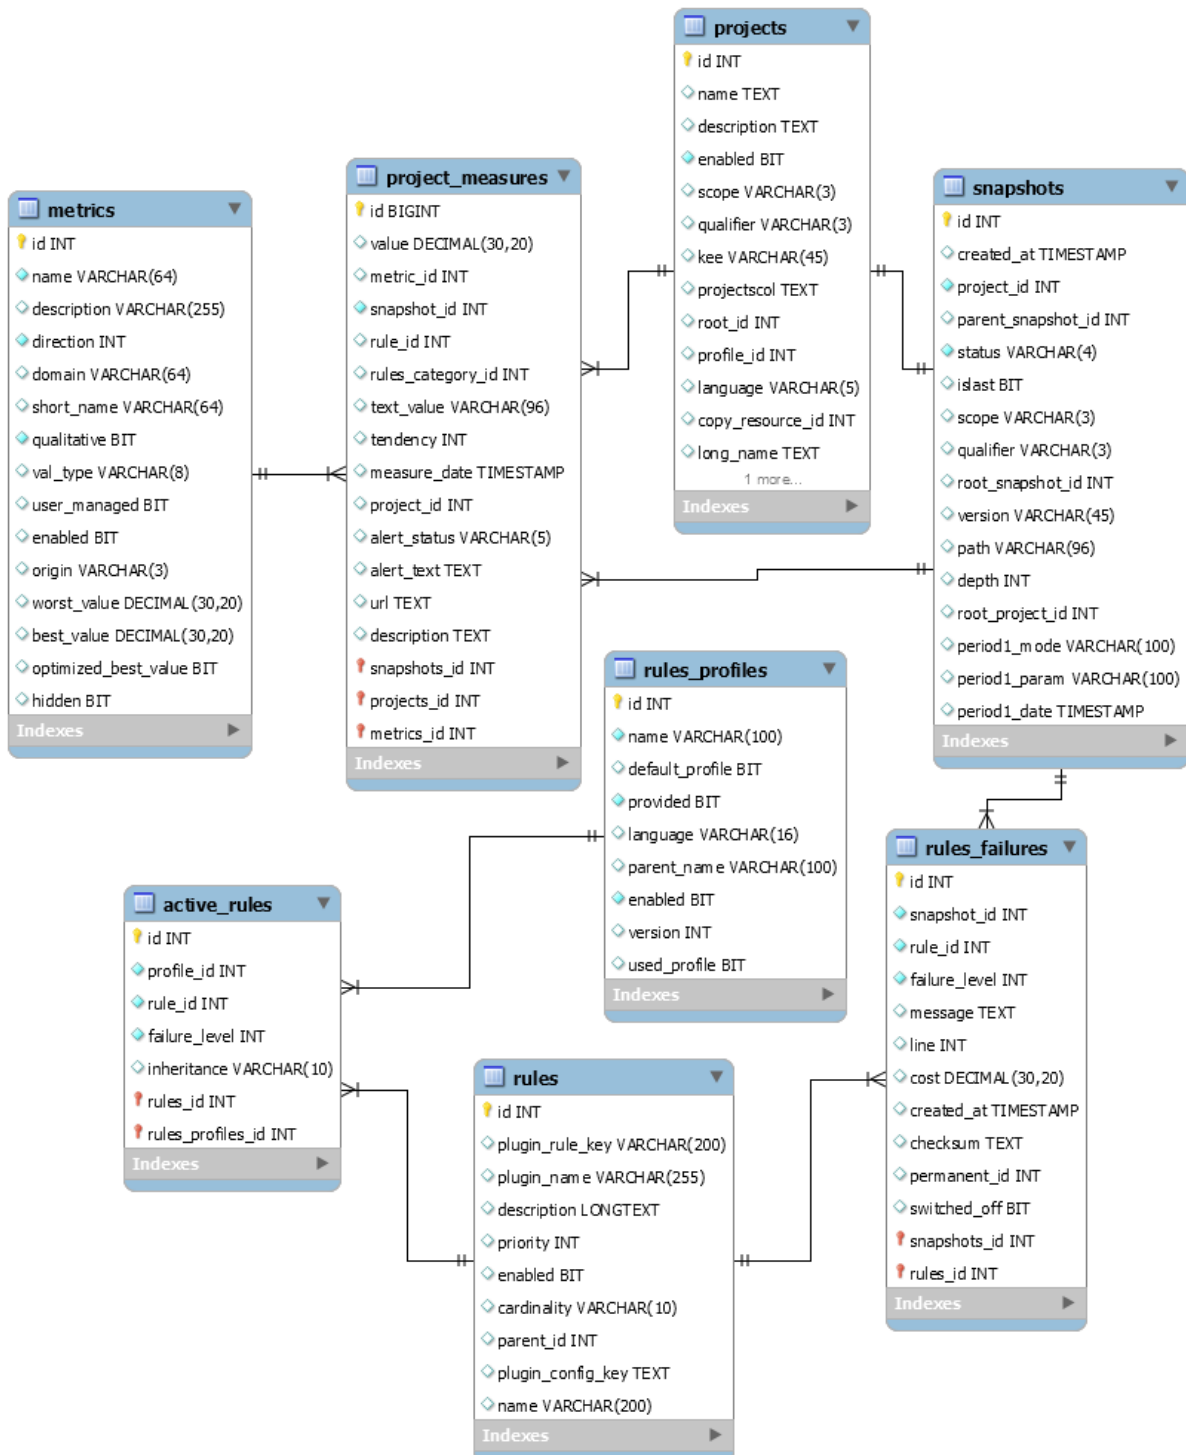 projects
id INT
name TEXT
description TEXT
enabled BIT
scope VARCHAR(3)
qualifier VARCHAR(3)
kee VARCHAR(45)
projectscol TEXT
root_id INT
profile_id INT
language VARCHAR(5)
copy_resource_id INT
long_name TEXT
1 more...
Indexes
project_measures
id BIGINT
value DECIMAL(30,20)
metric_id INT
snapshot_id INT
rule_id INT
rules_category_id INT
text_value VARCHAR(96)
tendency INT
measure_date TIMESTAMP
project_id INT
alert_status VARCHAR(5)
alert_text TEXT
url TEXT
description TEXT
snapshots_id INT
projects_id INT
metrics_id INT
Indexes
snapshots
id INT
created_at TIMESTAMP
project_id INT
parent_snapshot_id INT
status VARCHAR(4)
islast BIT
scope VARCHAR(3)
qualifier VARCHAR(3)
root_snapshot_id INT
version VARCHAR(45)
path VARCHAR(96)
depth INT
root_project_id INT
period1_mode VARCHAR(100)
period1_param VARCHAR(100)
period1_date TIMESTAMP
Indexes
metrics
id INT
name VARCHAR(64)
description VARCHAR(255)
direction INT
domain VARCHAR(64)
short_name VARCHAR(64)
qualitative BIT
val_type VARCHAR(8)
user_managed BIT
enabled BIT
origin VARCHAR(3)
worst_value DECIMAL(30,20)
best_value DECIMAL(30,20)
optimized_best_value BIT
hidden BIT
Indexes
rules_profiles
id INT
name VARCHAR(100)
default_profile BIT
provided BIT
language VARCHAR(16)
parent_name VARCHAR(100)
enabled BIT
version INT
used_profile BIT
Indexes
rules_failures
id INT
snapshot_id INT
rule_id INT
failure_level INT
message TEXT
line INT
cost DECIMAL(30,20)
created_at TIMESTAMP
checksum TEXT
permanent_id INT
switched_off BIT
snapshots_id INT
rules_id INT
Indexes
active_rules
id INT
profile_id INT
rule_id INT
failure_level INT
inheritance VARCHAR(10)
rules_id INT
rules_profiles_id INT
Indexes
rules
id INT
plugin_rule_key VARCHAR(200)
plugin_name VARCHAR(255)
description LONGTEXT
priority INT
enabled BIT
cardinality VARCHAR(10)
parent_id INT
plugin_config_key TEXT
name VARCHAR(200)
Indexes